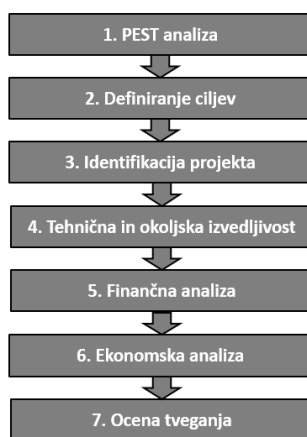 1. PEST analiza
2. Definiranje ciljev
3. Identifikacija projekta
4. Tehnična in okoljska izvedljivost
5. Finančna analiza
6. Ekonomska analiza
7. Ocena tveganja